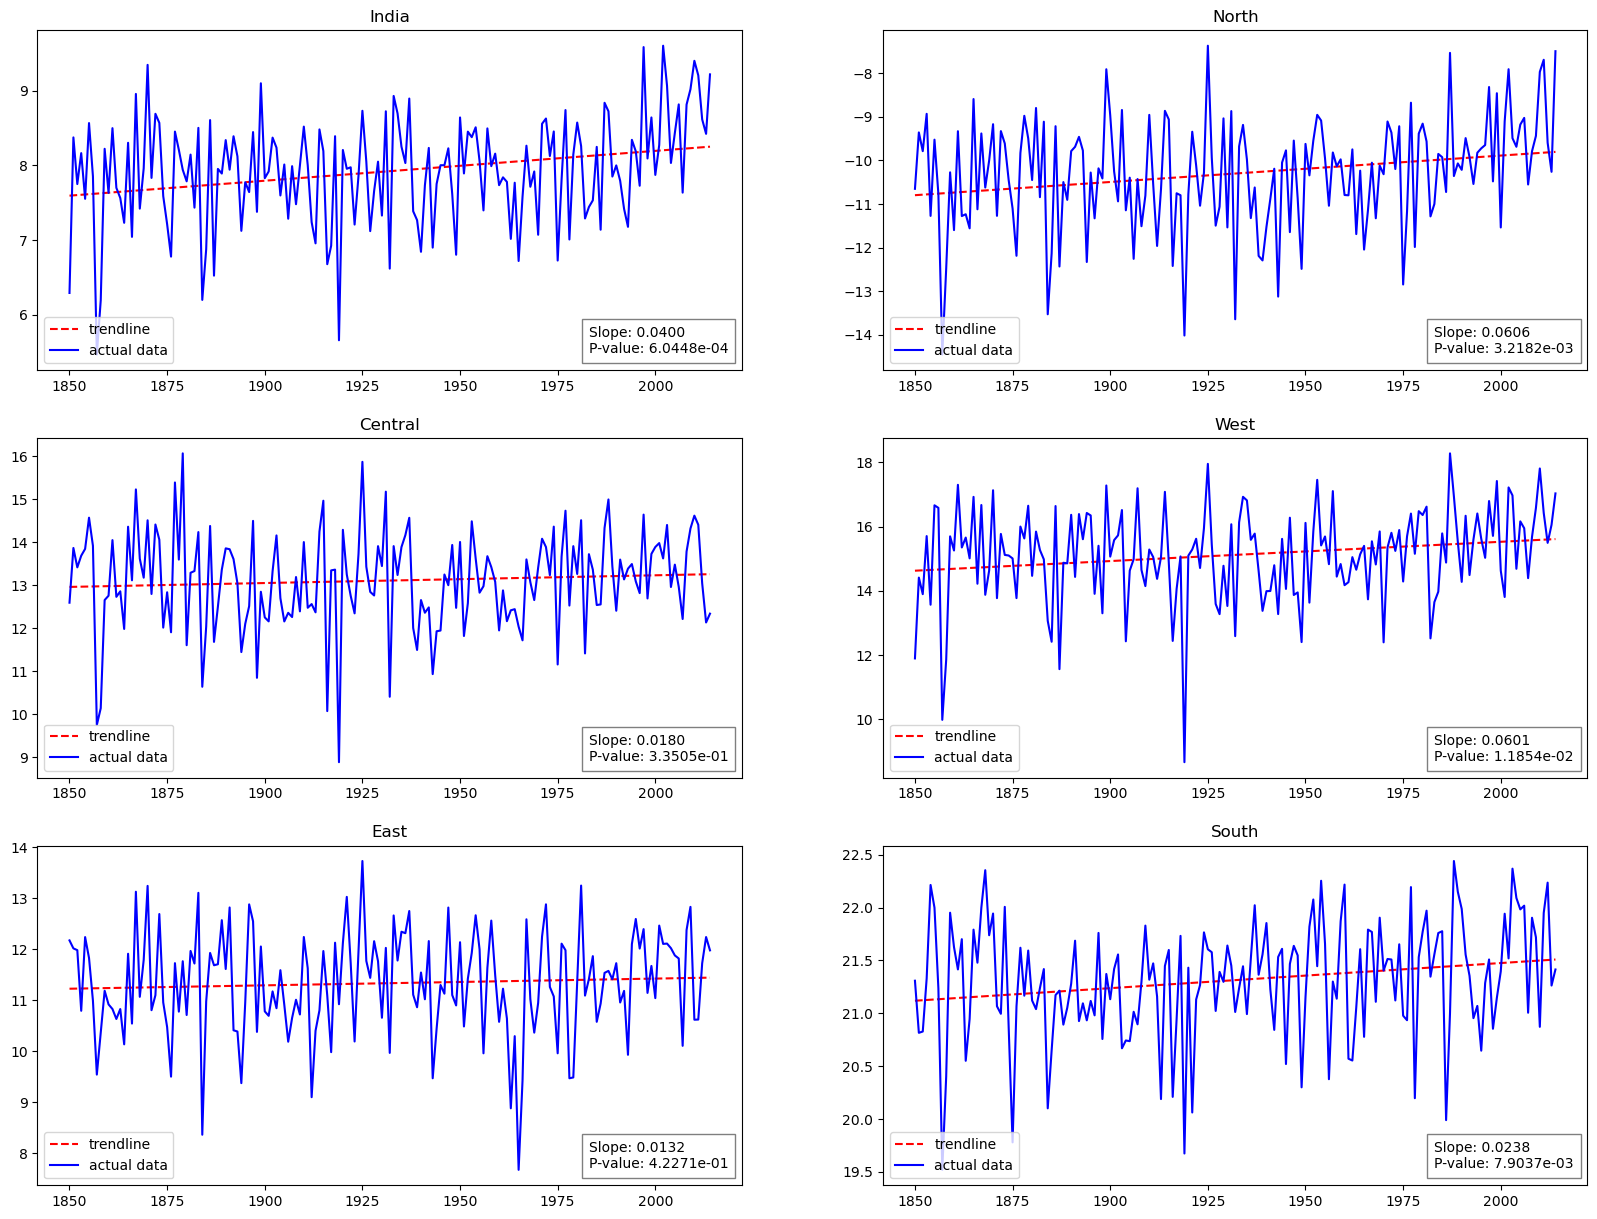 India
9
8
7
6
trendline
actual data
Slope: 0.0400
P-value: 6.0448e-04
1850 1875 1900 1925 1950 1975 2000
North
−8
−9
−10
−11
−12
−13
−14
trendline
actual data
Slope: 0.0606
P-value: 3.2182e-03
1850 1875 1900 1925 1950 1975 2000
Central
16
15
14
13
12
11
10
9
trendline
actual data
Slope: 0.0180
P-value: 3.3505e-01
1850 1875 1900 1925 1950 1975 2000
West
18
16
14
12
10
trendline
actual data
Slope: 0.0601
P-value: 1.1854e-02
1850 1875 1900 1925 1950 1975 2000
East
14
13
12
11
10
9
8
trendline
actual data
Slope: 0.0132
P-value: 4.2271e-01
1850 1875 1900 1925 1950 1975 2000
South
22.5
22.0
21.5
21.0
20.5
20.0
19.5
trendline
actual data
Slope: 0.0238
P-value: 7.9037e-03
1850 1875 1900 1925 1950 1975 2000